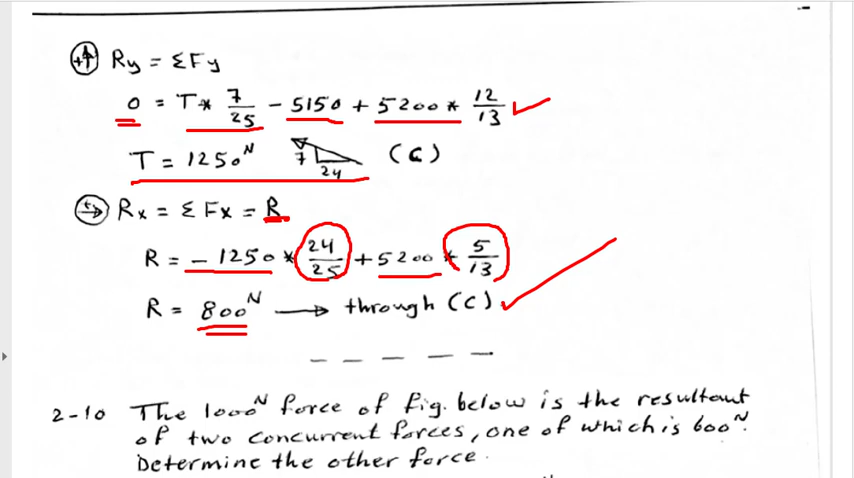 +↑ Ry = ΣFy
0 = T* 7/25 - 5150 + 5200 * 12/13
T = 1250ᴺ 7 24 (C)
+→ Rx = ΣFx = R
R = - 1250 * 24/25 + 5200 * 5/13
R = 800ᴺ → through (C)
2-10 The 1000ᴺ force of fig. below is the resultant
of two concurrent forces, one of which is 600ᴺ.
Determine the other force.